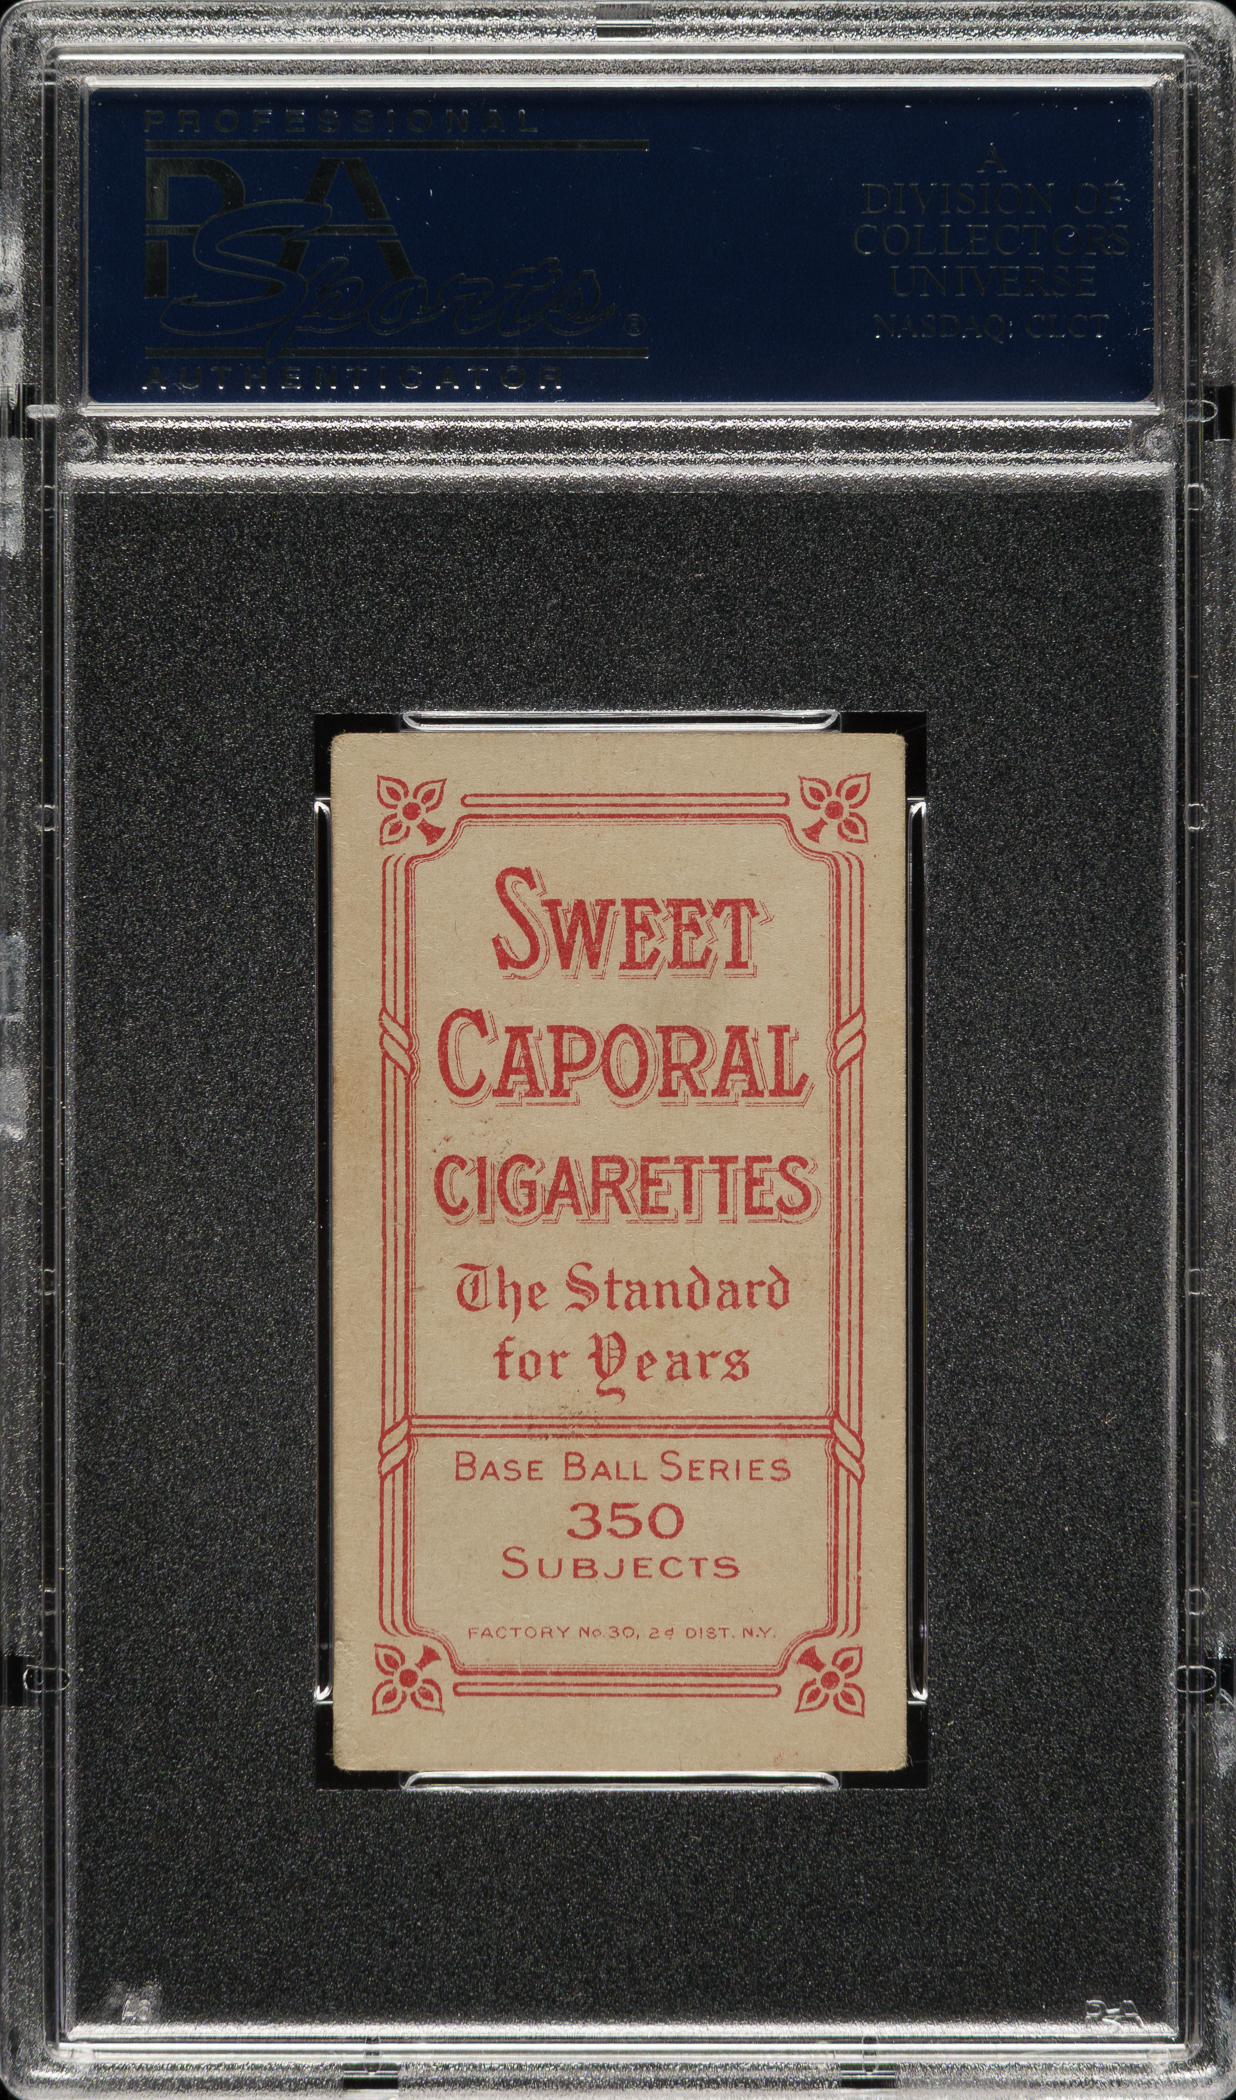 PROFESSIONAL
PSA
Sports ®
AUTHENTICATOR
A
DIVISION OF
COLLECTORS
UNIVERSE
NASDAQ: CLCT
SWEET
CAPORAL
CIGARETTES
The Standard
for Years
BASE BALL SERIES
350
SUBJECTS
FACTORY No. 30, 2d DIST. N.Y.
PSA